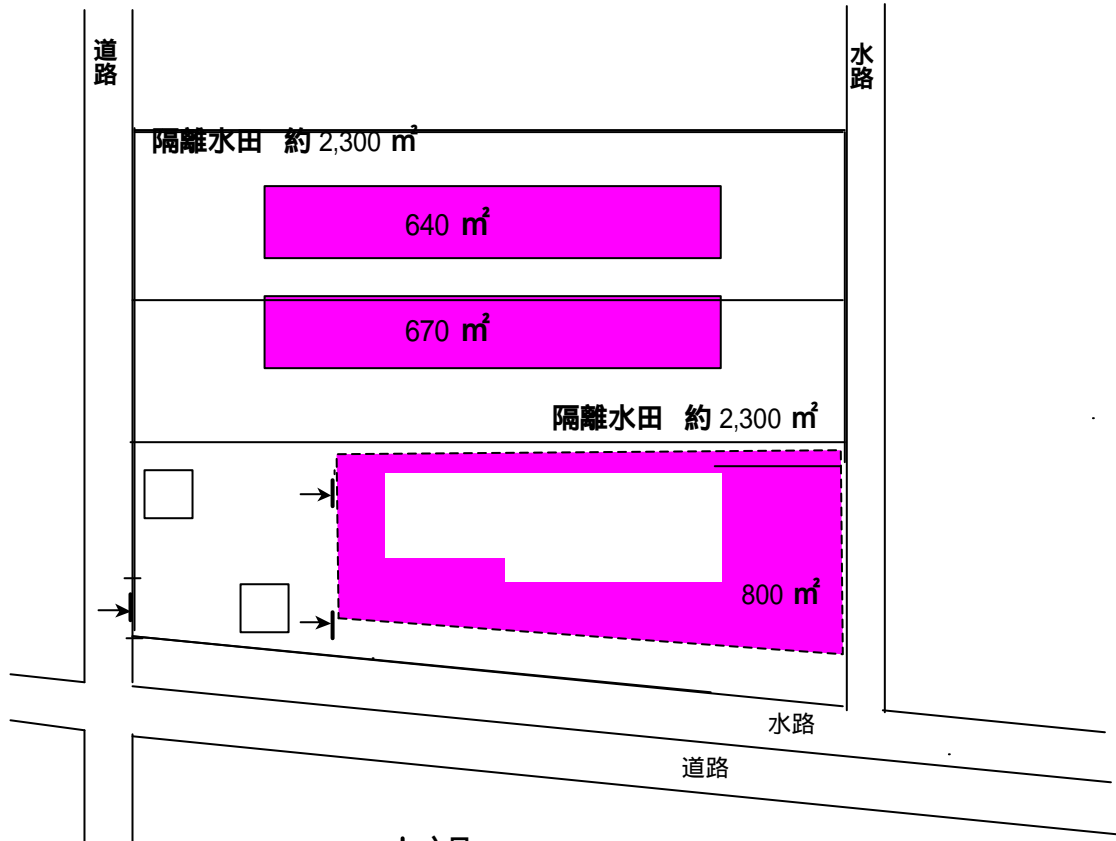 道路
水路
隔離水田 約 2,300 ㎡
640 ㎡
670 ㎡
隔離水田 約 2,300 ㎡
800 ㎡
水路
道路